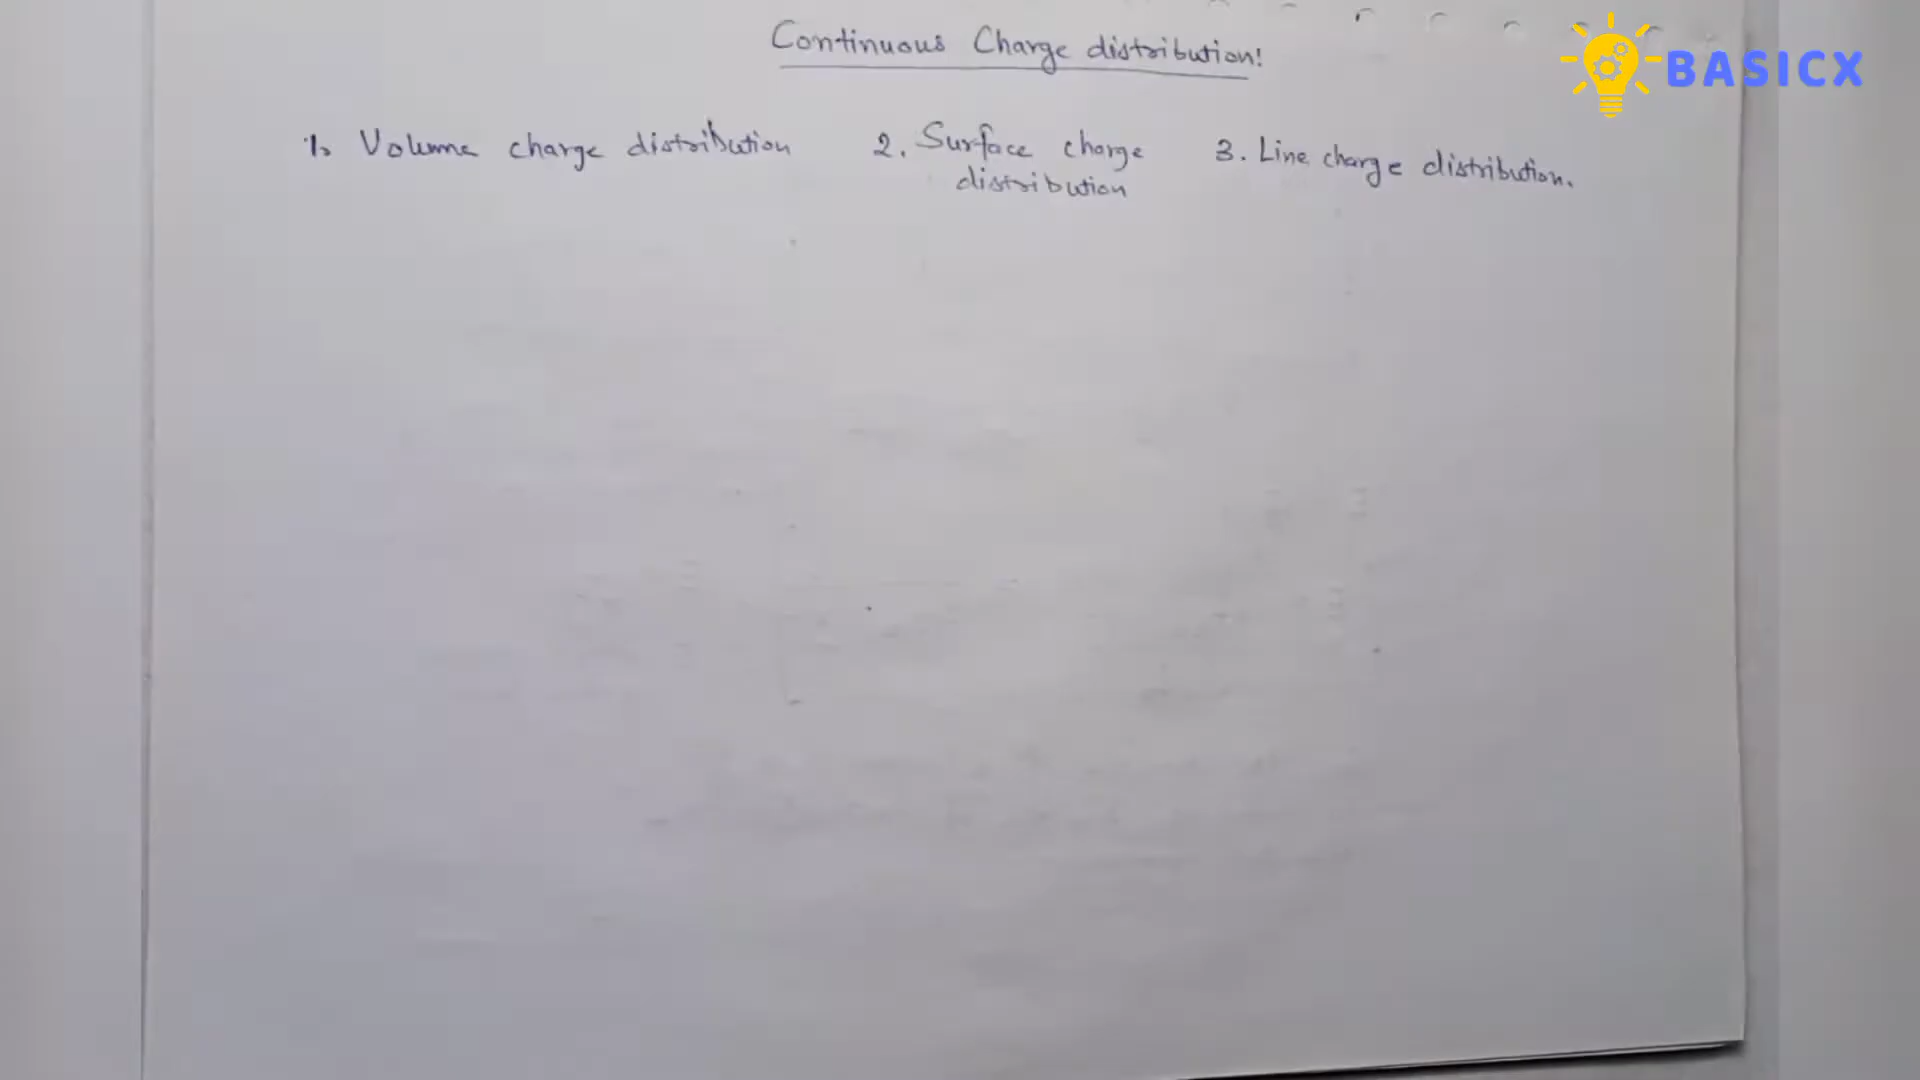 Continuous Charge distribution!
BASICX
1. Volume charge distribution 2. Surface charge distribution 3. Line charge distribution.